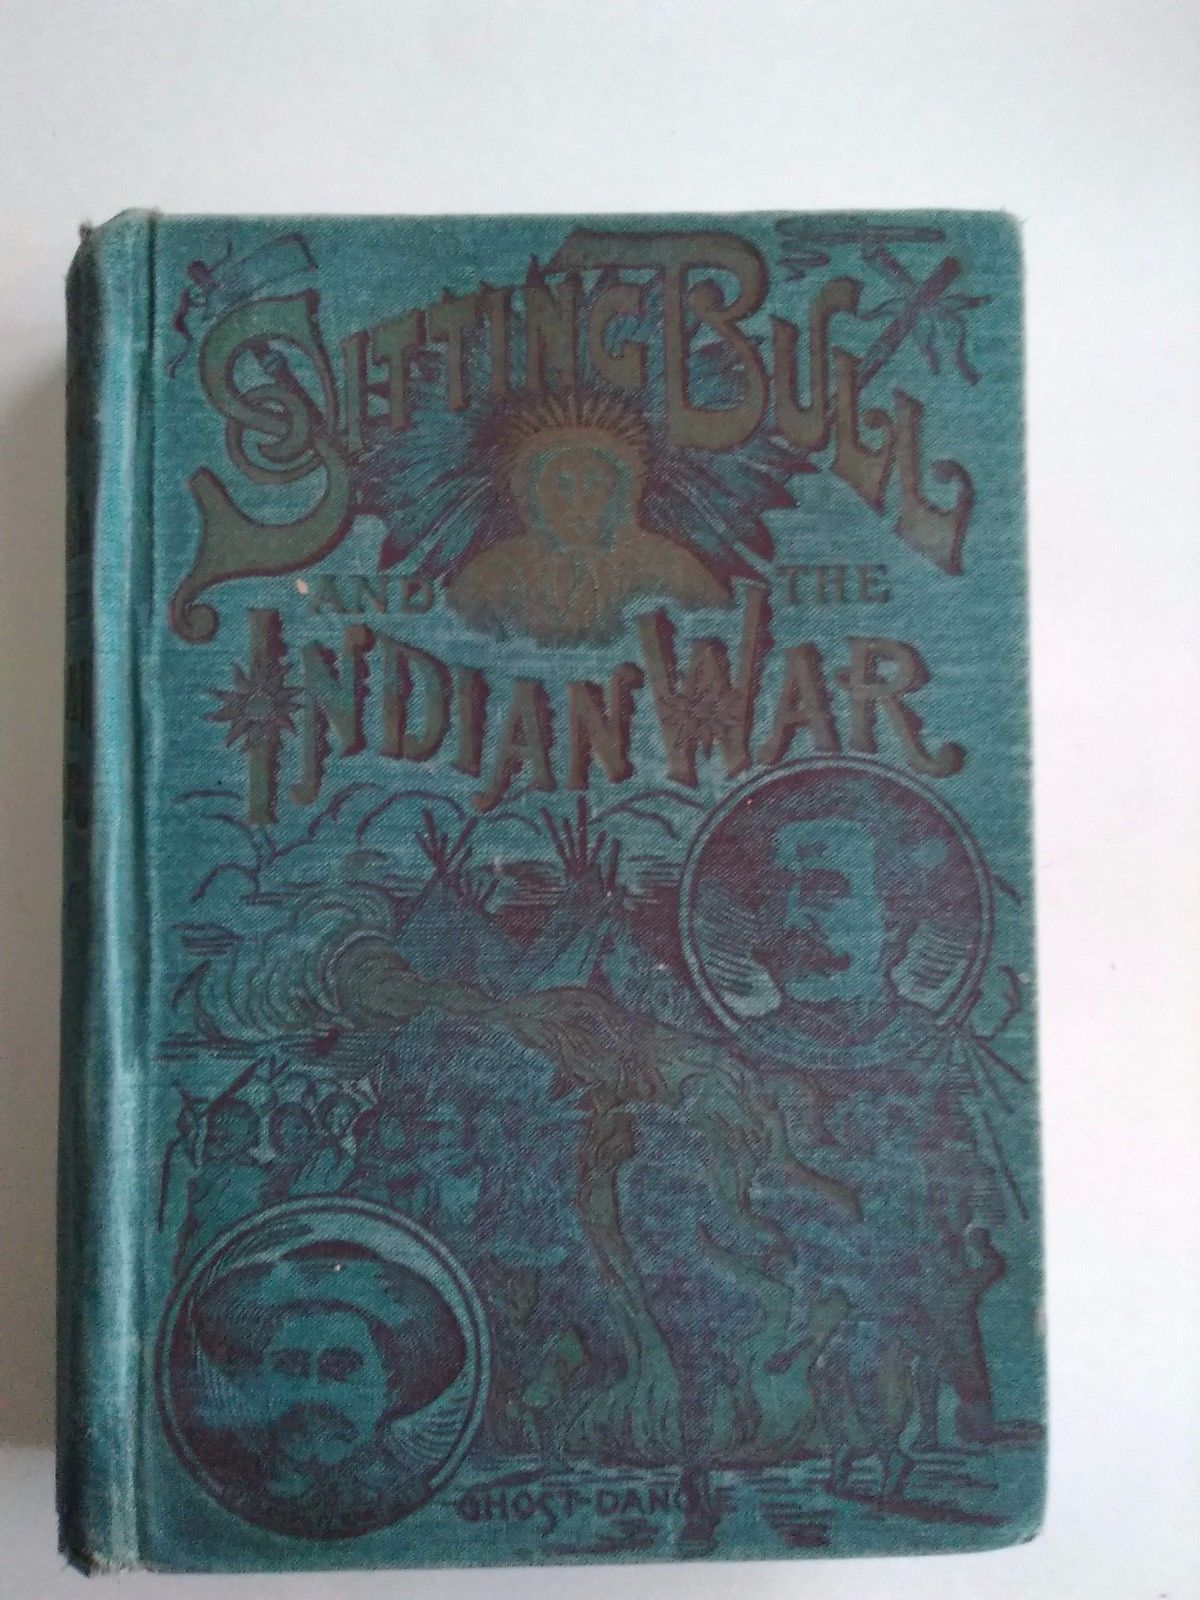 SITTING BULL
AND THE
INDIAN WAR
GHOST-DANCE